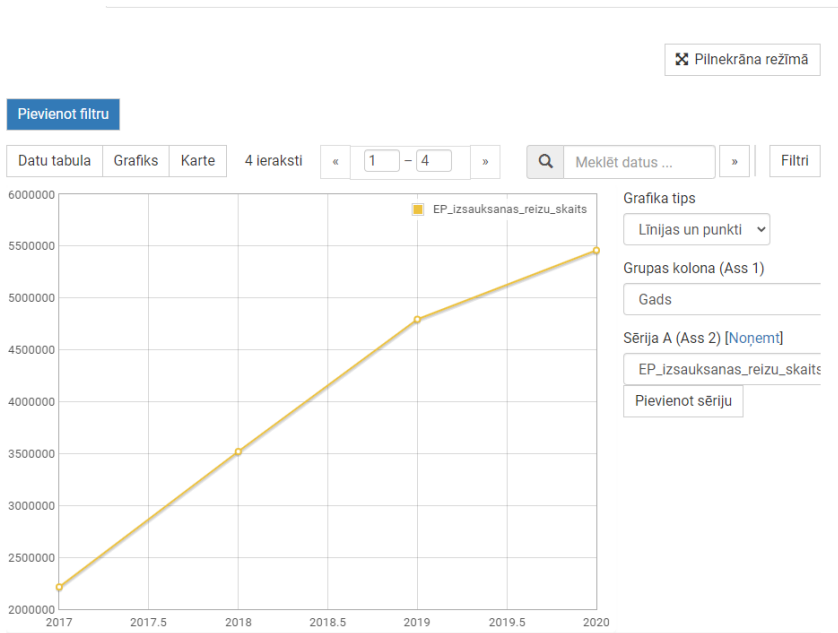 Pilnekrāna režīmā
Pievienot filtru
Datu tabula Grafiks Karte 4 ieraksti « 1 – 4 » Meklēt datus ... » Filtri
6000000
5500000
5000000
4500000
4000000
3500000
3000000
2500000
2000000
EP_izsauksanas_reizu_skaits
2017 2017.5 2018 2018.5 2019 2019.5 2020
Grafika tips
Līnijas un punkti
Grupas kolona (Ass 1)
Gads
Sērija A (Ass 2) [Noņemt]
EP_izsauksanas_reizu_skaits
Pievienot sēriju